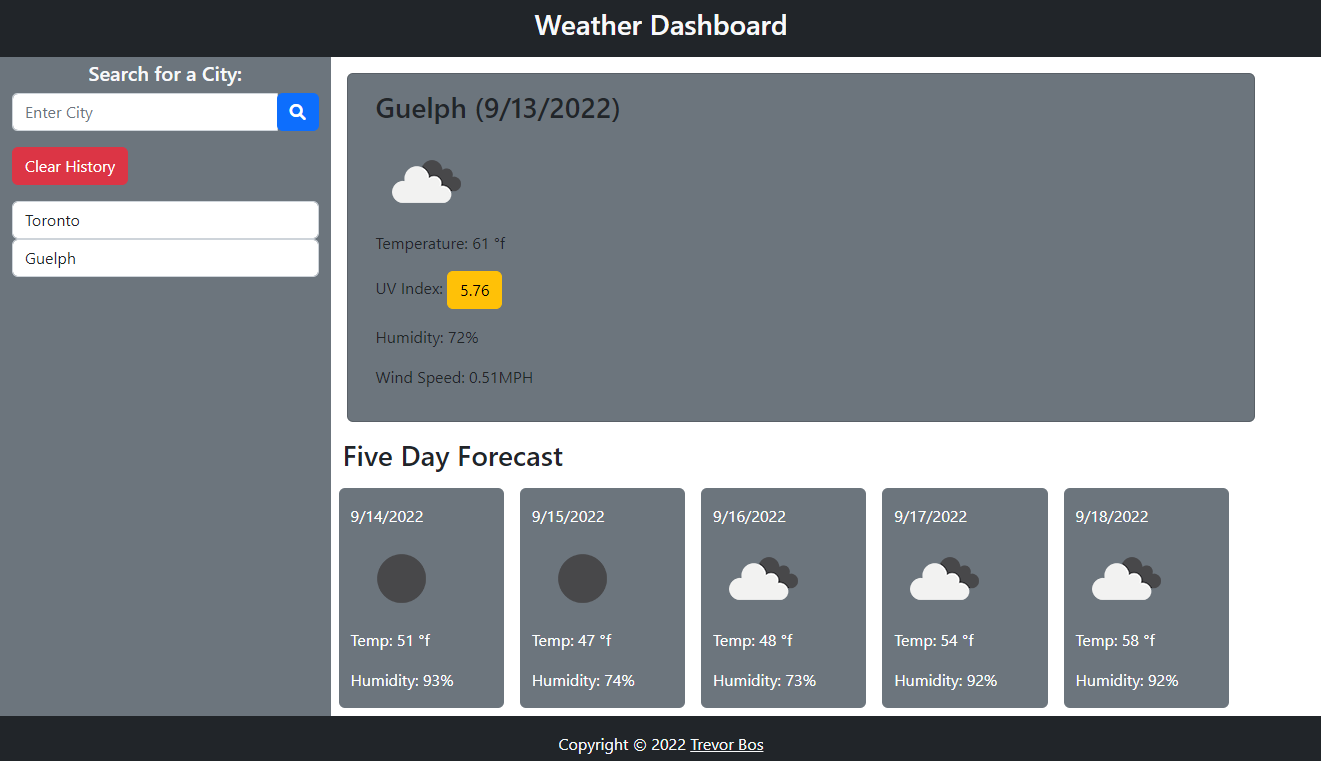 Weather Dashboard
Search for a City:
Enter City
Clear History
Toronto
Guelph
Guelph (9/13/2022)
Temperature: 61 °f
UV Index: 5.76
Humidity: 72%
Wind Speed: 0.51MPH
Five Day Forecast
9/14/2022
Temp: 51 °f
Humidity: 93%
9/15/2022
Temp: 47 °f
Humidity: 74%
9/16/2022
Temp: 48 °f
Humidity: 73%
9/17/2022
Temp: 54 °f
Humidity: 92%
9/18/2022
Temp: 58 °f
Humidity: 92%
Copyright © 2022 Trevor Bos